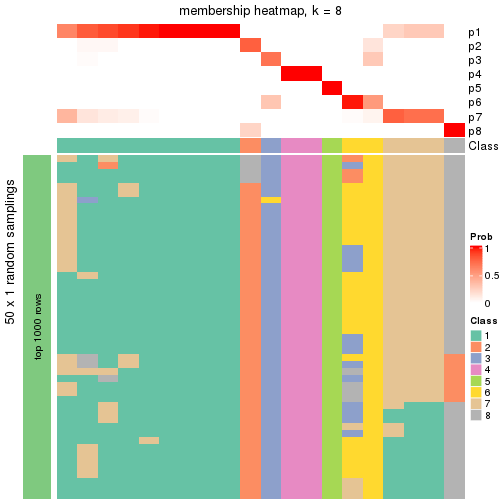 membership heatmap, k = 8
p1
p2
p3
p4
p5
p6
p7
p8
Class
50 x 1 random samplings
top 1000 rows
Prob
1
0.5
0
Class
1
2
3
4
5
6
7
8